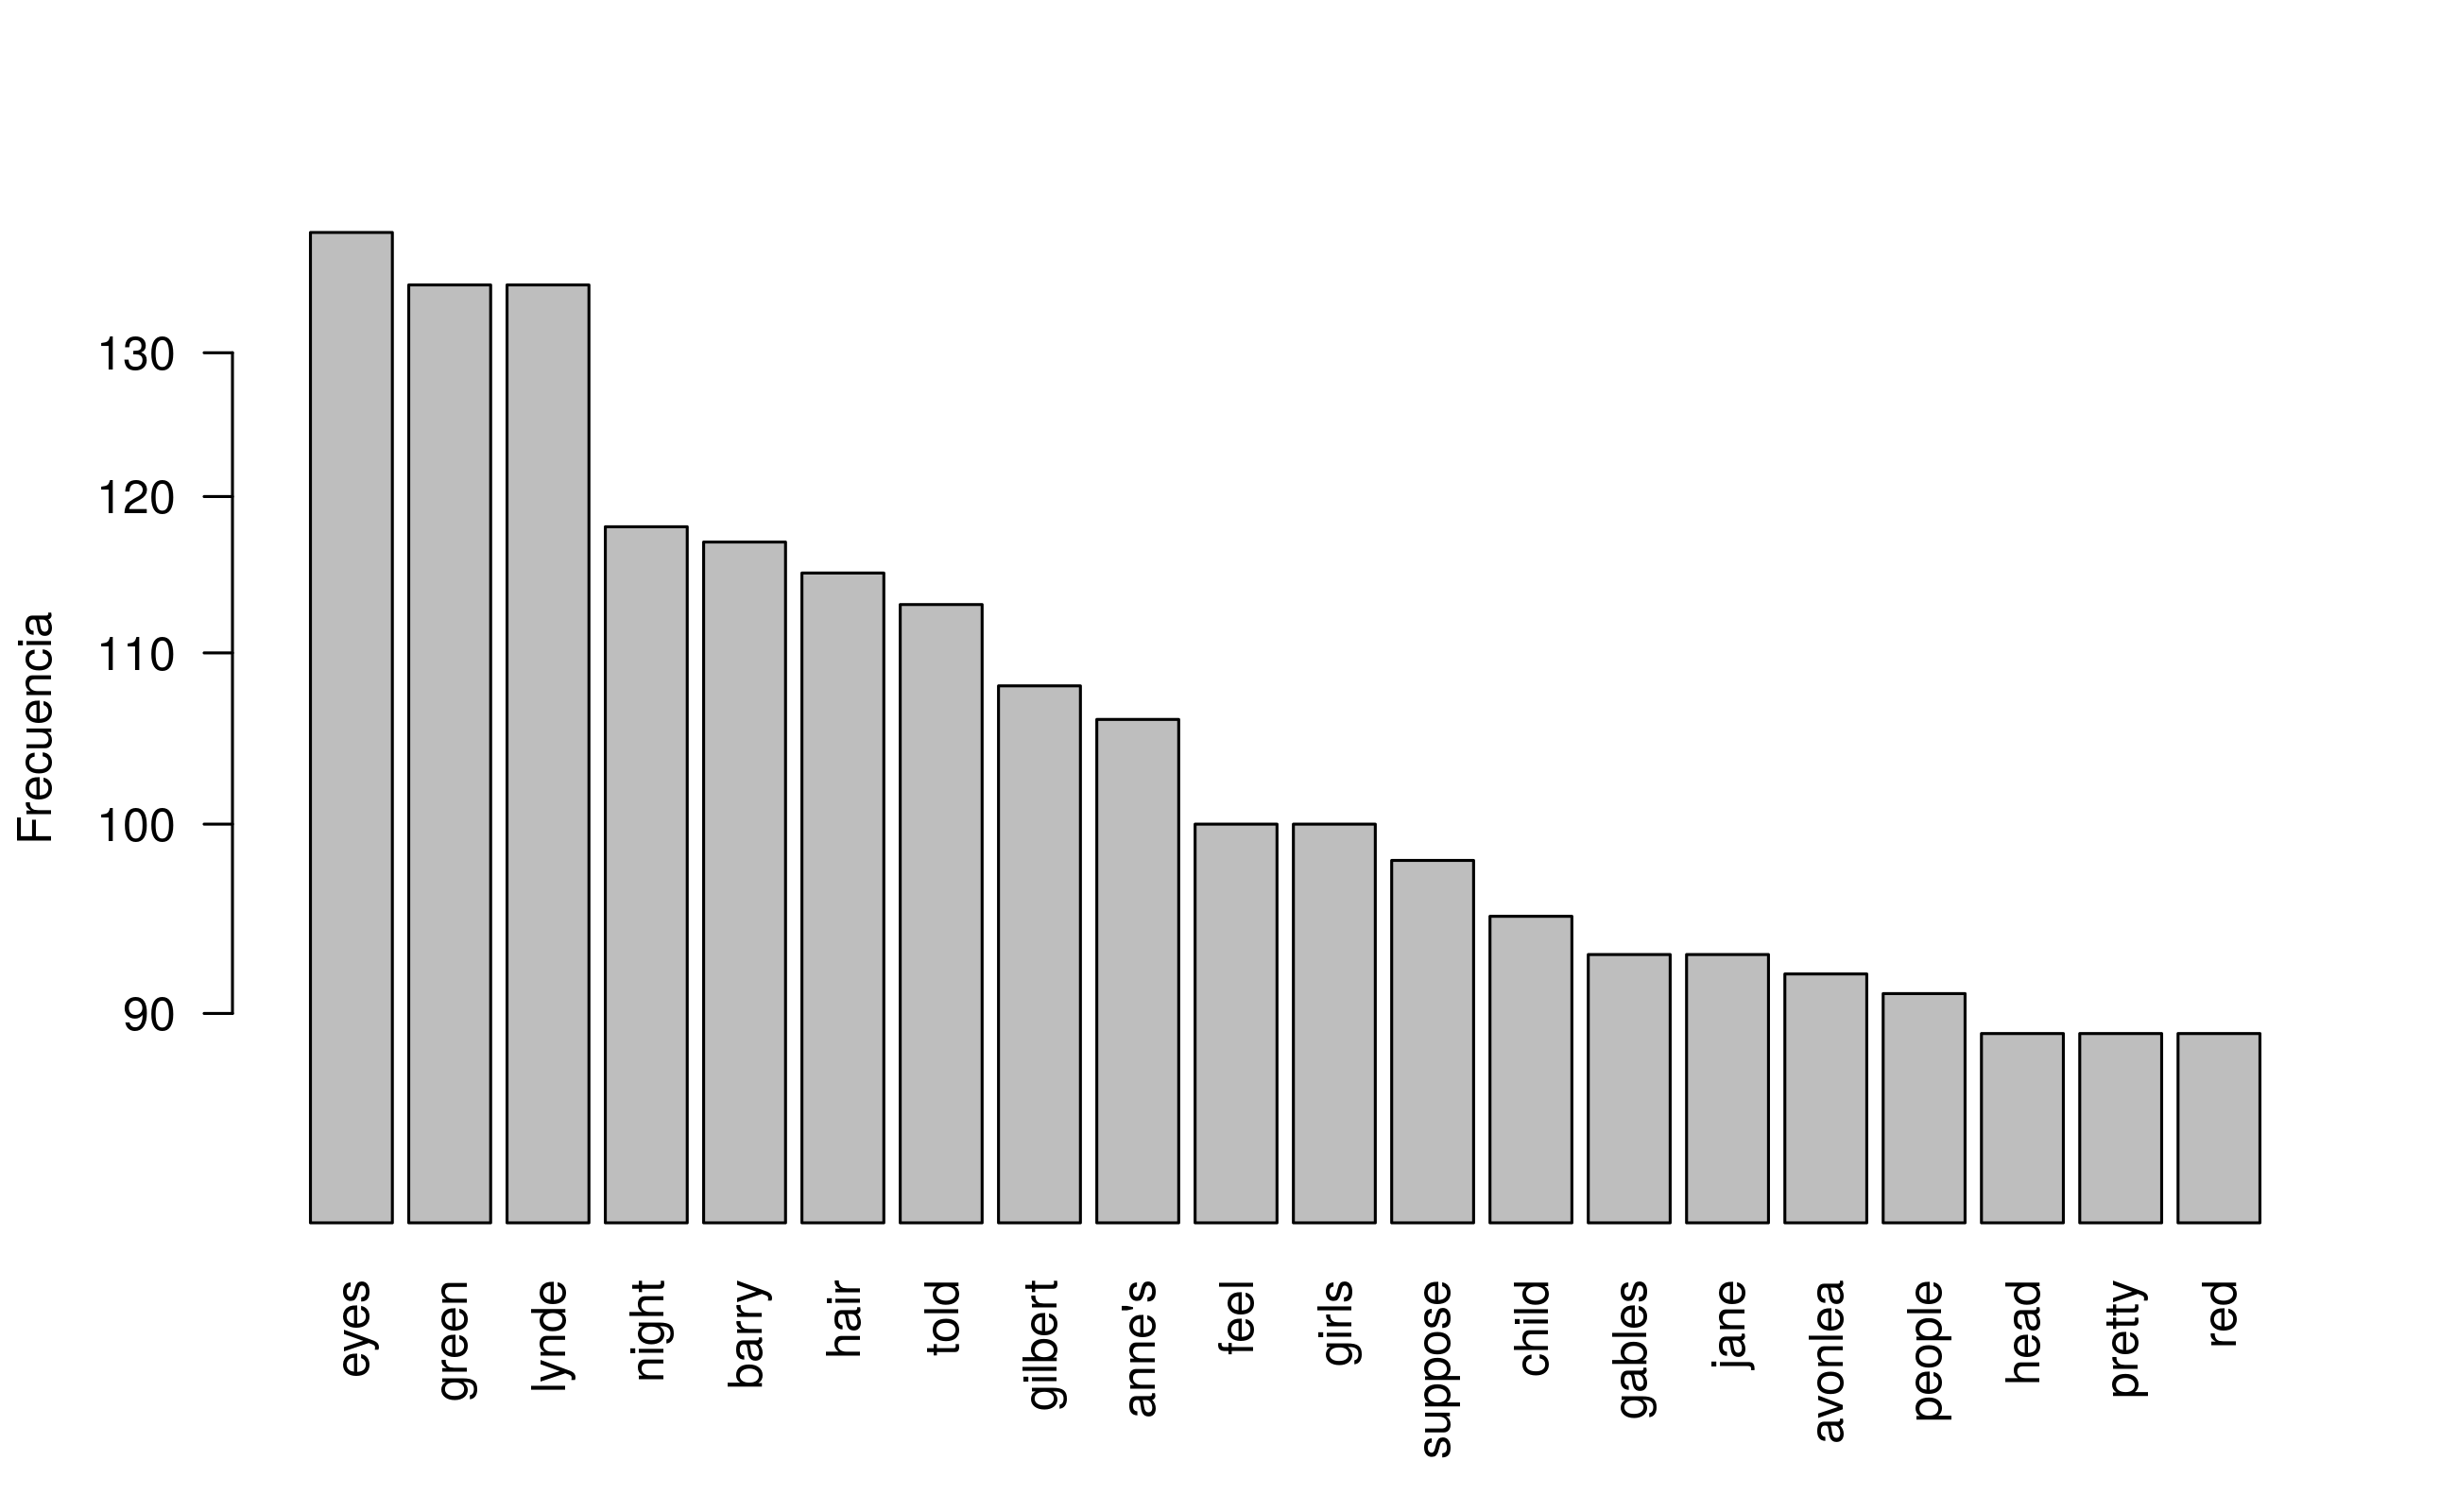 Frecuencia
130
120
110
100
90
eyes
green
lynde
night
barry
hair
told
gilbert
anne's
feel
girls
suppose
child
gables
jane
avonlea
people
head
pretty
red